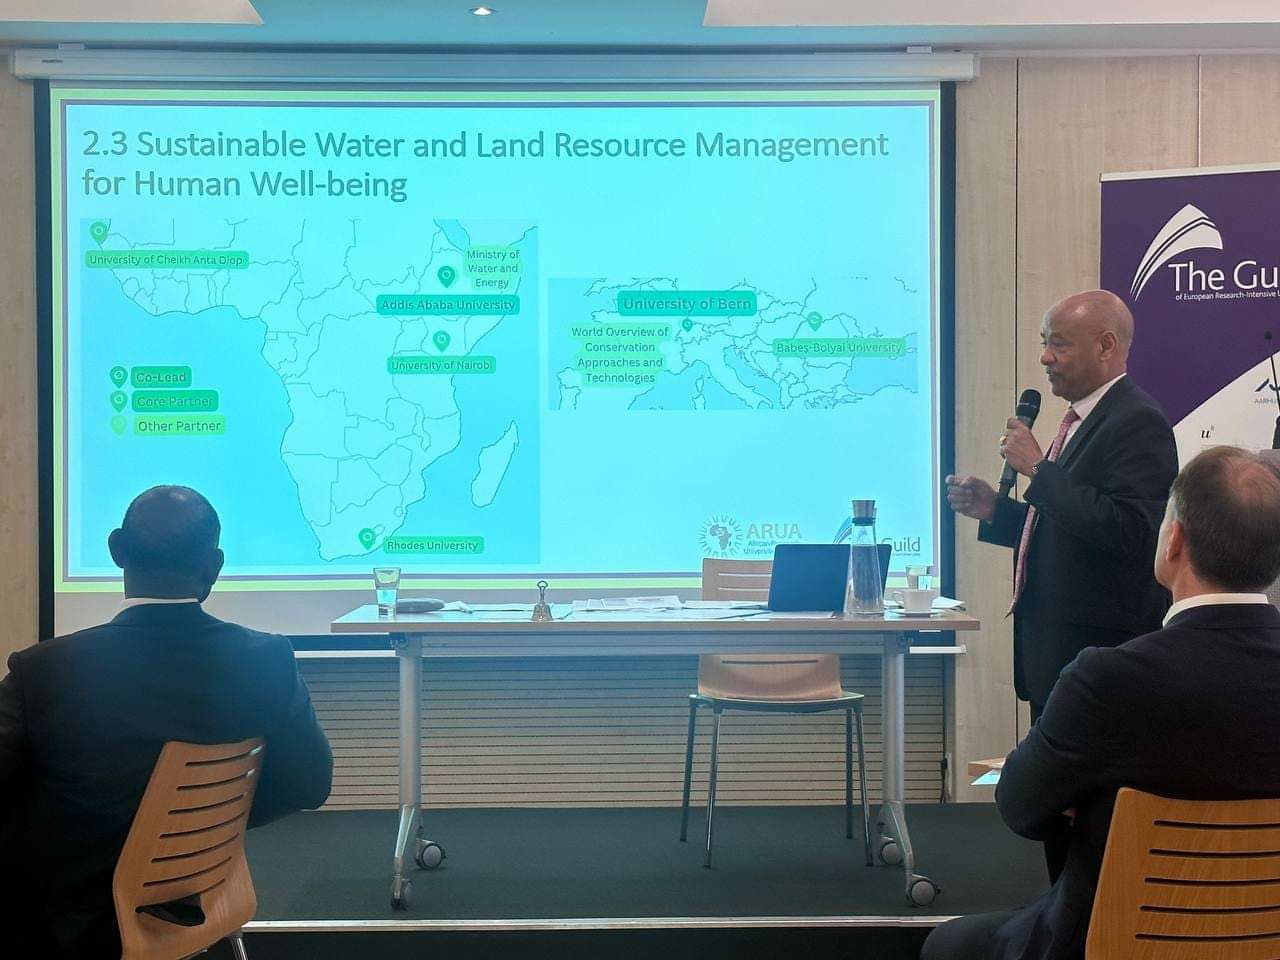 2.3 Sustainable Water and Land Resource Management
for Human Well-being
University of Cheikh Anta Diop
Ministry of
Water and
Energy
Addis Ababa University
University of Nairobi
Co-Lead
Core Partner
Other Partner
Rhodes University
University of Bern
World Overview of
Conservation
Approaches and
Technologies
Babeș-Bolyai University
ARUA
Guild
The Gu
of European Research-Intensive U
AARHU
u